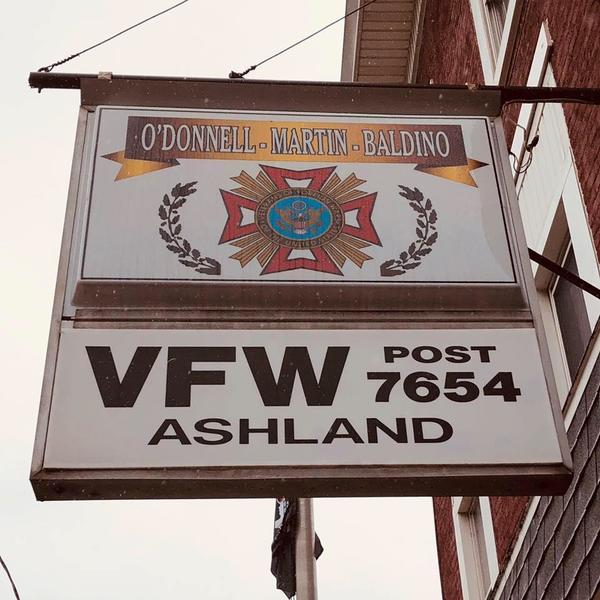 O'DONNELL - MARTIN - BALDINO
VFW POST 7654
ASHLAND